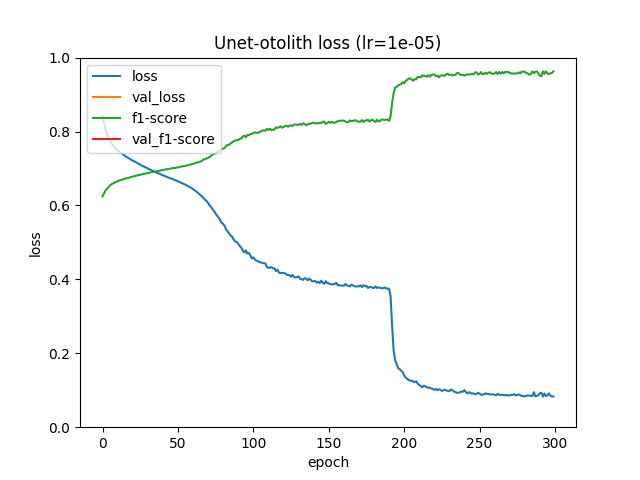 Unet-otolith loss (lr=1e-05)
loss
val_loss
f1-score
val_f1-score
1.0
0.8
0.6
0.4
0.2
0.0
loss
0 50 100 150 200 250 300
epoch